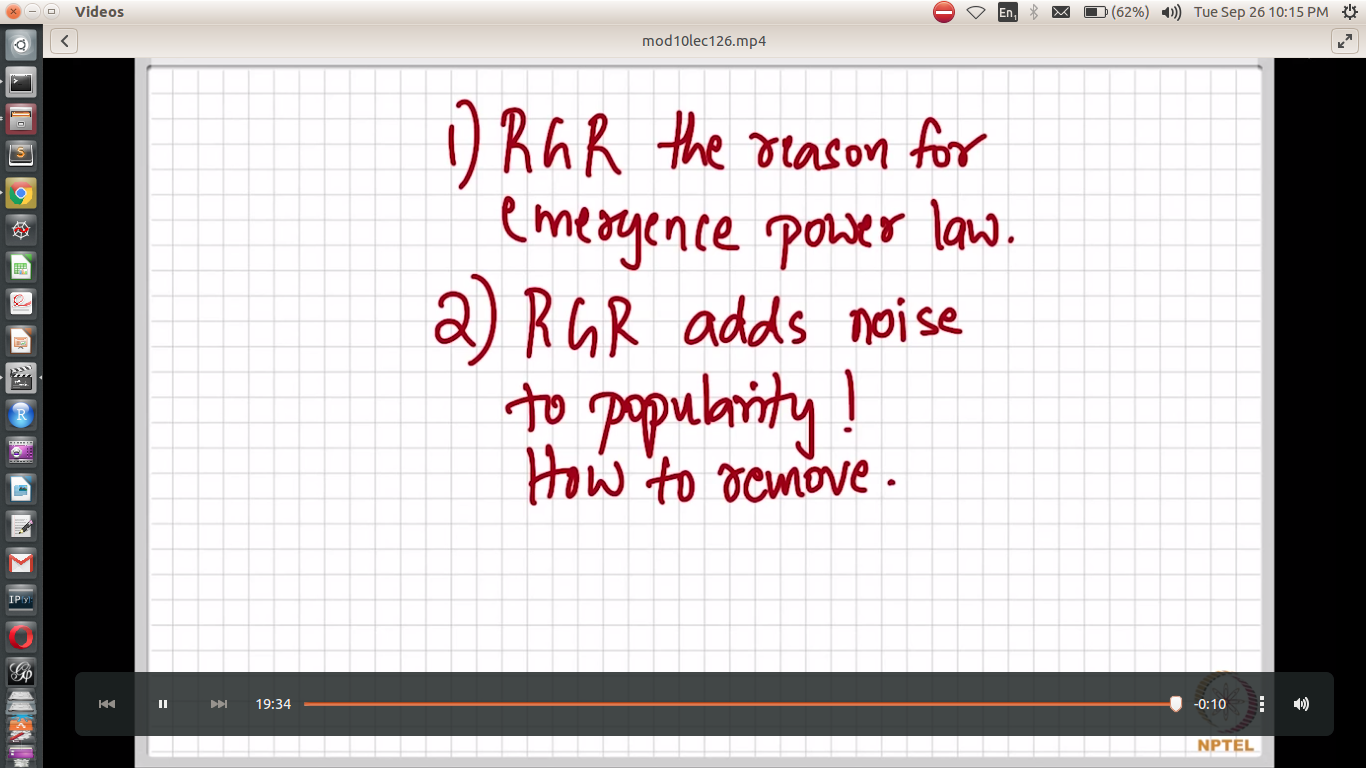 Videos
En1
(62%)
Tue Sep 26 10:15 PM
mod10lec126.mp4
1) RGR the reason for
emergence power law.
2) RGR adds noise
to popularity !
How to remove.
19:34
-0:10
NPTEL